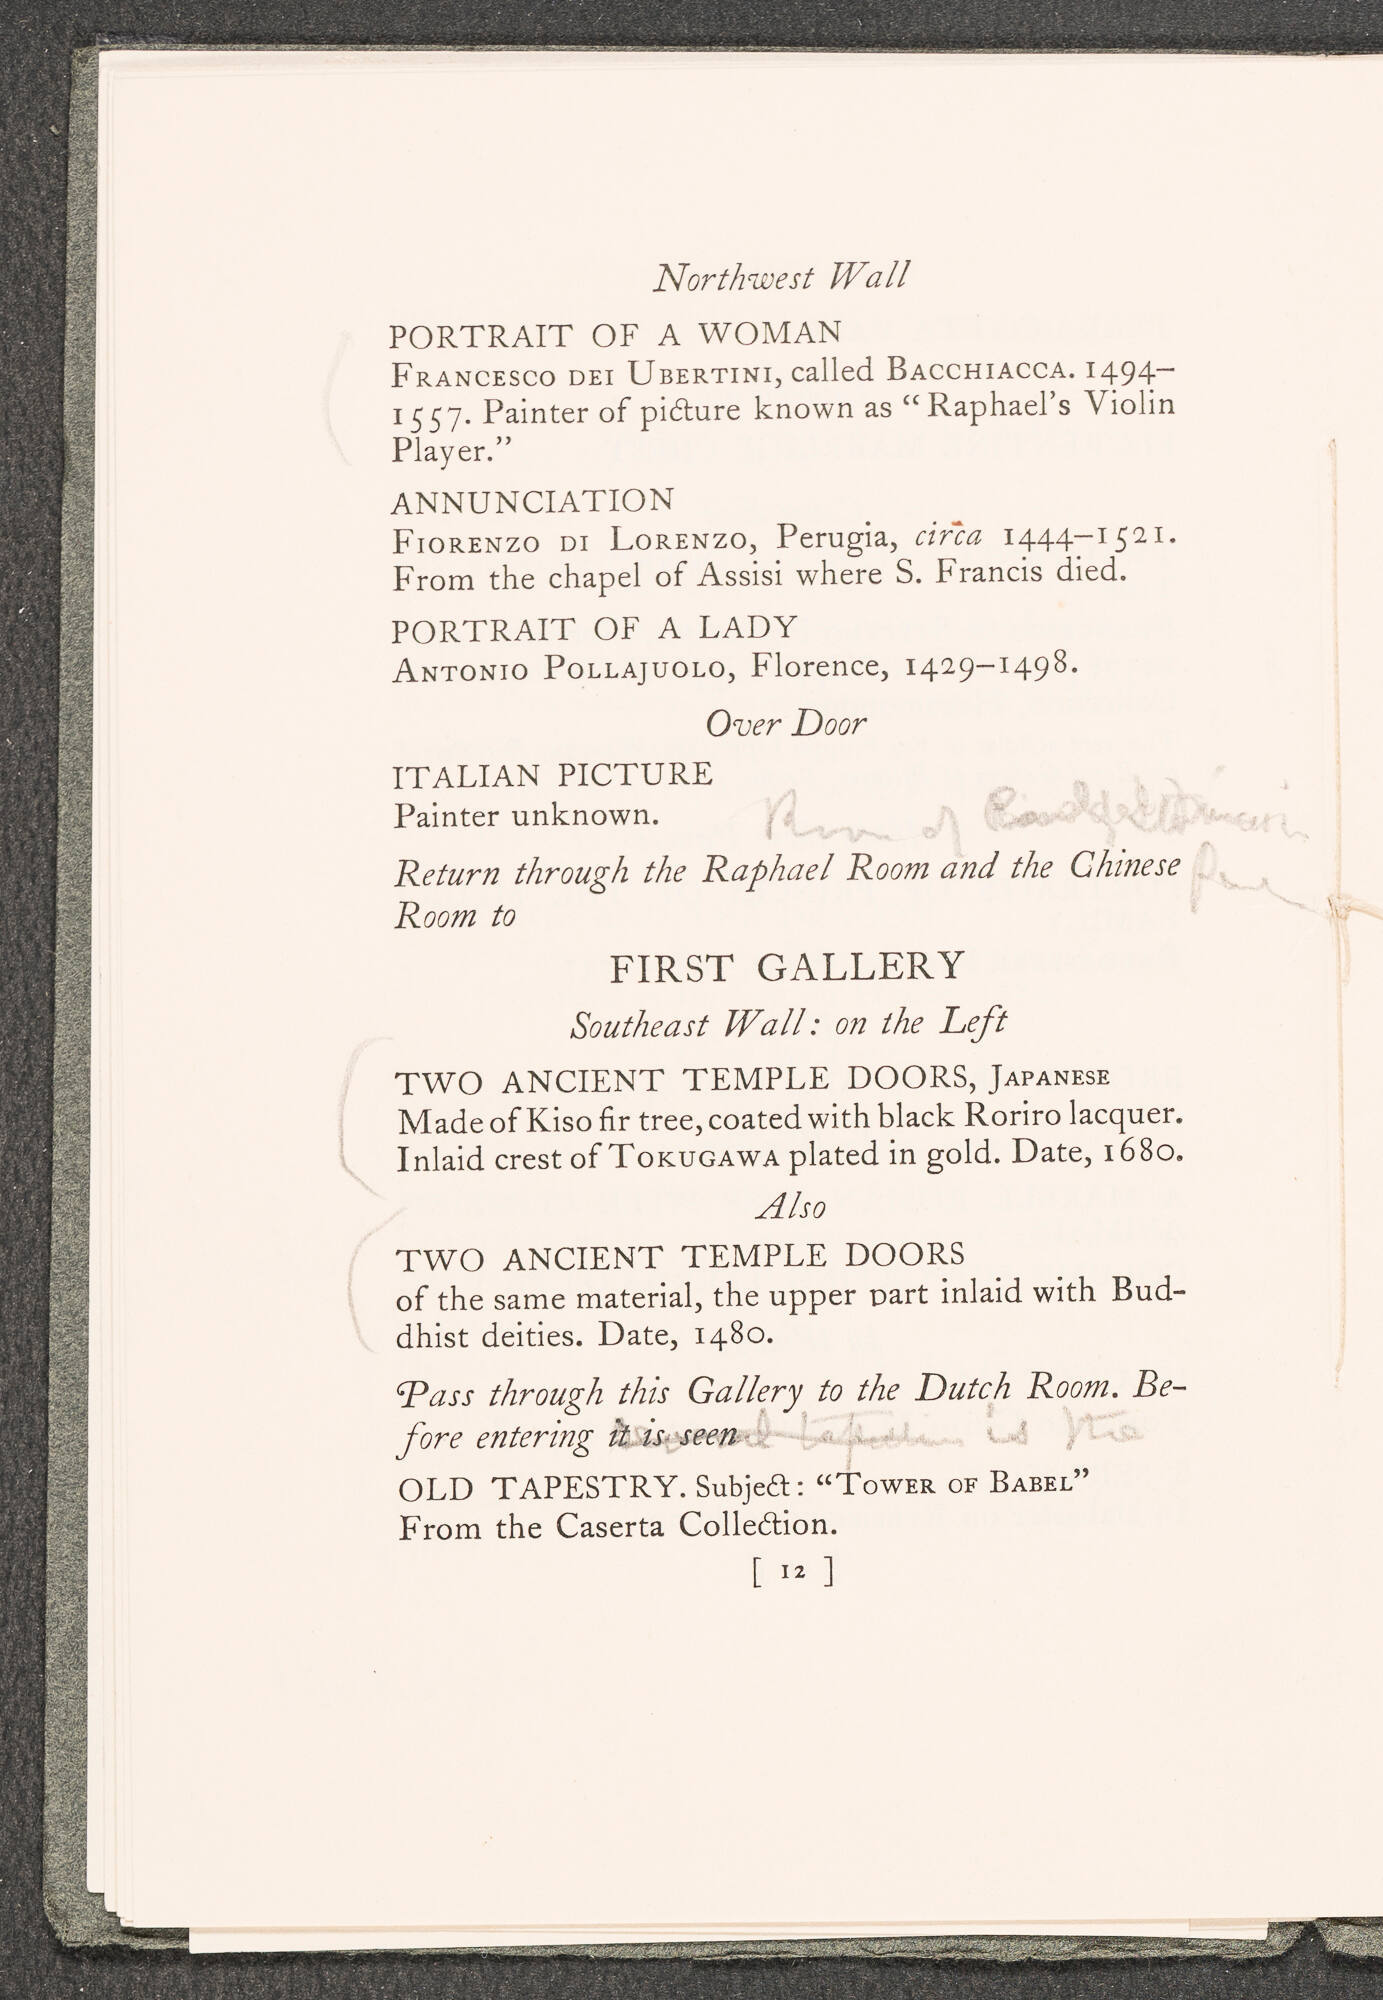 Northwest Wall
PORTRAIT OF A WOMAN
FRANCESCO DEI UBERTINI, called BACCHIACCA. 1494–
1557. Painter of picture known as “Raphael's Violin
Player.”
ANNUNCIATION
FIORENZO DI LORENZO, Perugia, circa 1444–1521.
From the chapel of Assisi where S. Francis died.
PORTRAIT OF A LADY
ANTONIO POLLAJUOLO, Florence, 1429–1498.
Over Door
ITALIAN PICTURE
Painter unknown.
of
Return through the Raphael Room and the Chinese
Room to
FIRST GALLERY
Southeast Wall: on the Left
TWO ANCIENT TEMPLE DOORS, JAPANESE
Made of Kiso fir tree, coated with black Roriro lacquer.
Inlaid crest of TOKUGAWA plated in gold. Date, 1680.
Also
TWO ANCIENT TEMPLE DOORS
of the same material, the upper part inlaid with Bud-
dhist deities. Date, 1480.
Pass through this Gallery to the Dutch Room. Be-
fore entering it is seen is the
OLD TAPESTRY. Subject: “TOWER OF BABEL”
From the Caserta Collection.
[ 12 ]